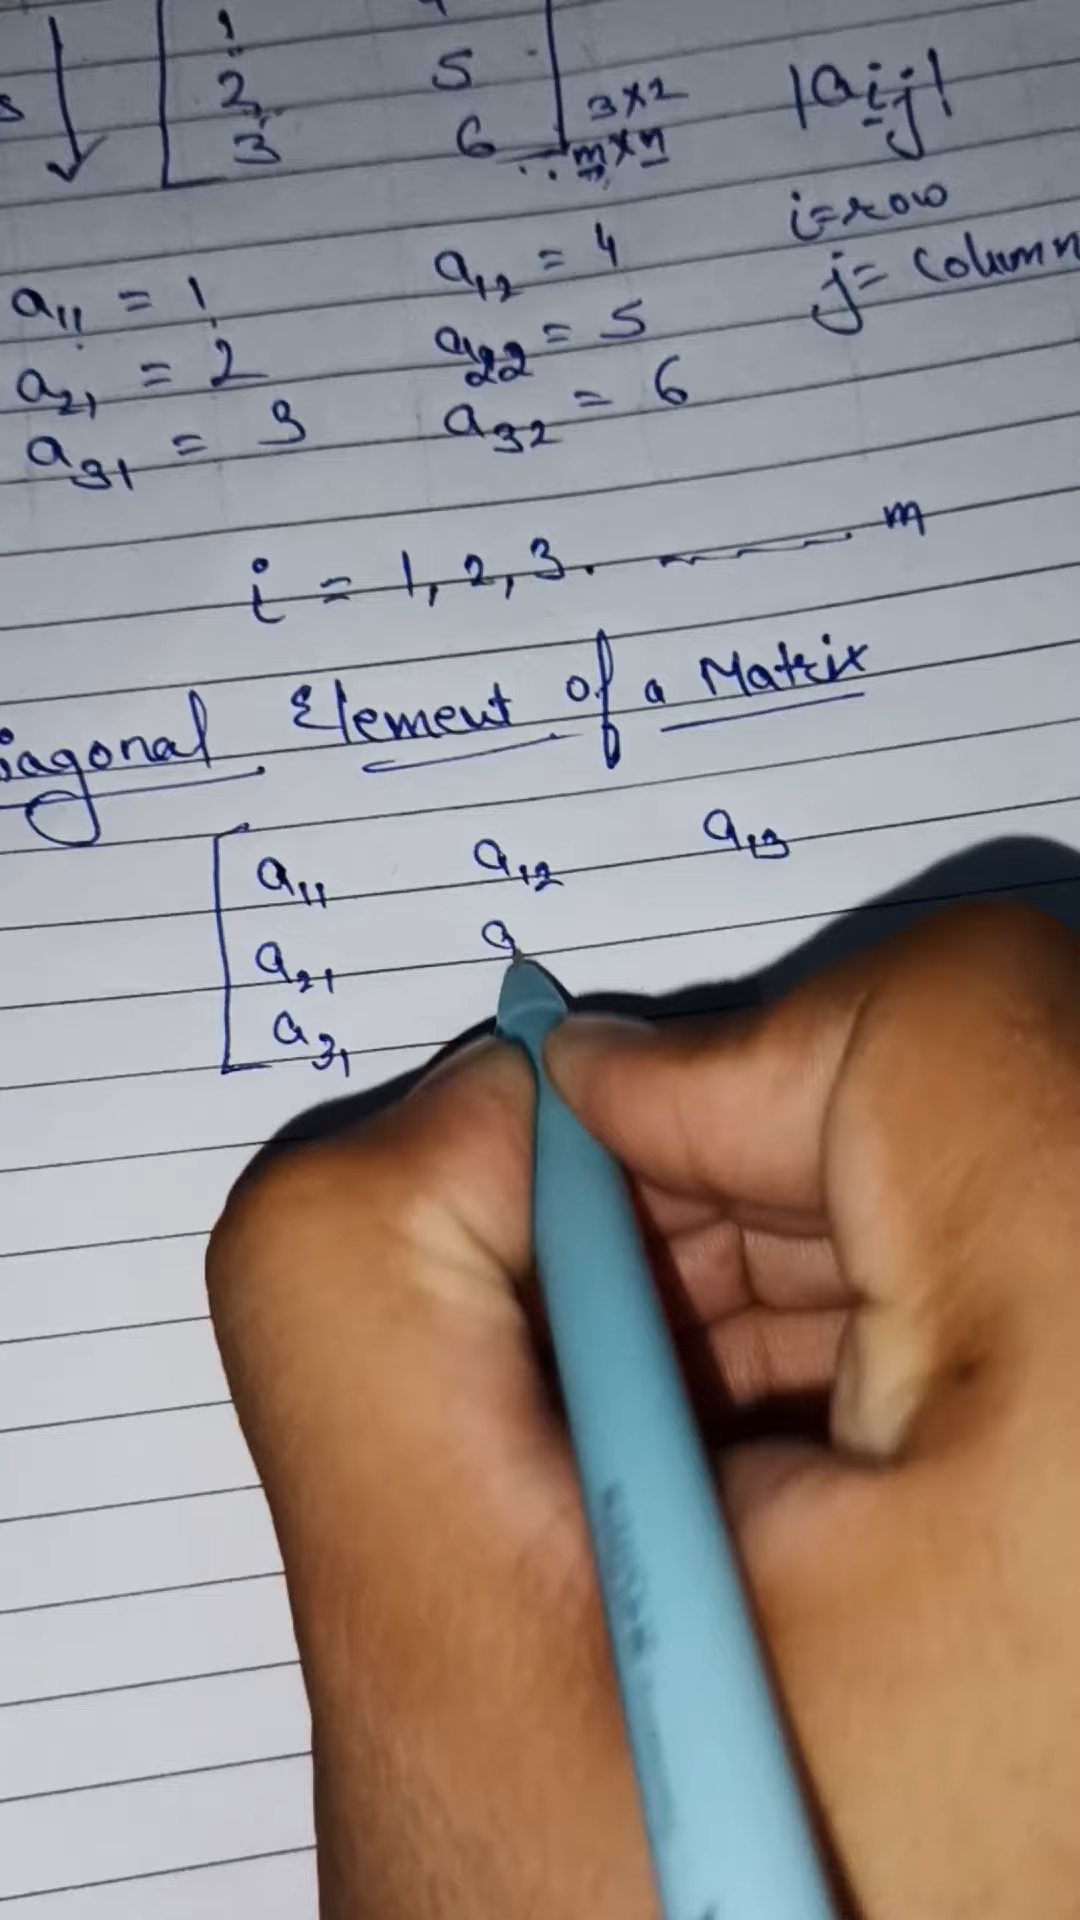 1
2 5
3 6
3×2
m×n
|aij|
i=row
j= Column
a11 = 1 a12 = 4
a21 = 2 a22 = 5
a31 = 3 a32 = 6
i = 1, 2, 3. ----- m
iagonal Element of a Matrix
a11 a12 a13
a21 a
a31